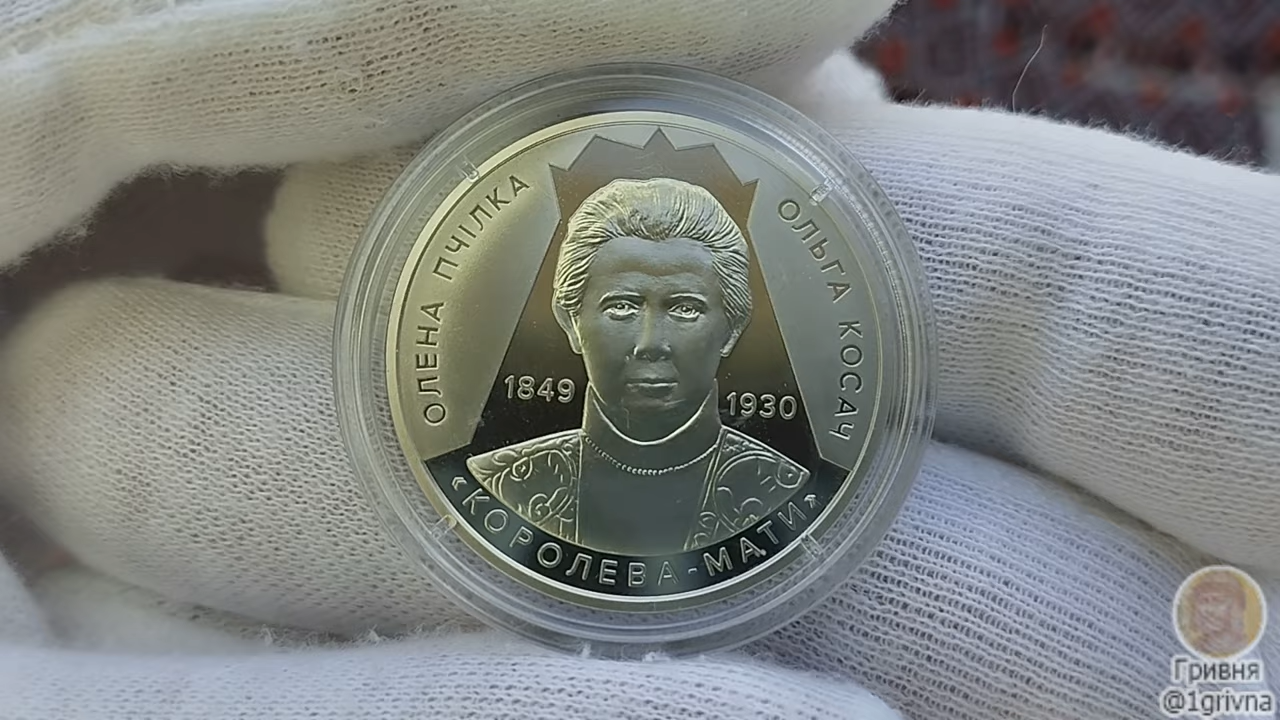 ОЛЕНА ПЧІЛКА
ОЛЬГА КОСАЧ
1849
1930
«КОРОЛЕВА-МАТИ»
Гривня
@1grivna